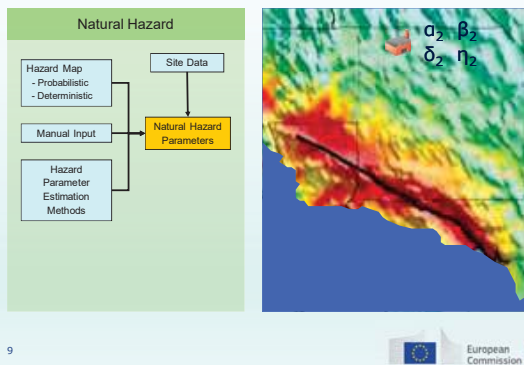 Natural Hazard
Hazard Map
- Probabilistic
- Deterministic
Site Data
Manual Input
Natural Hazard
Parameters
Hazard
Parameter
Estimation
Methods
α₂ β₂
δ₂ η₂
9
European
Commission